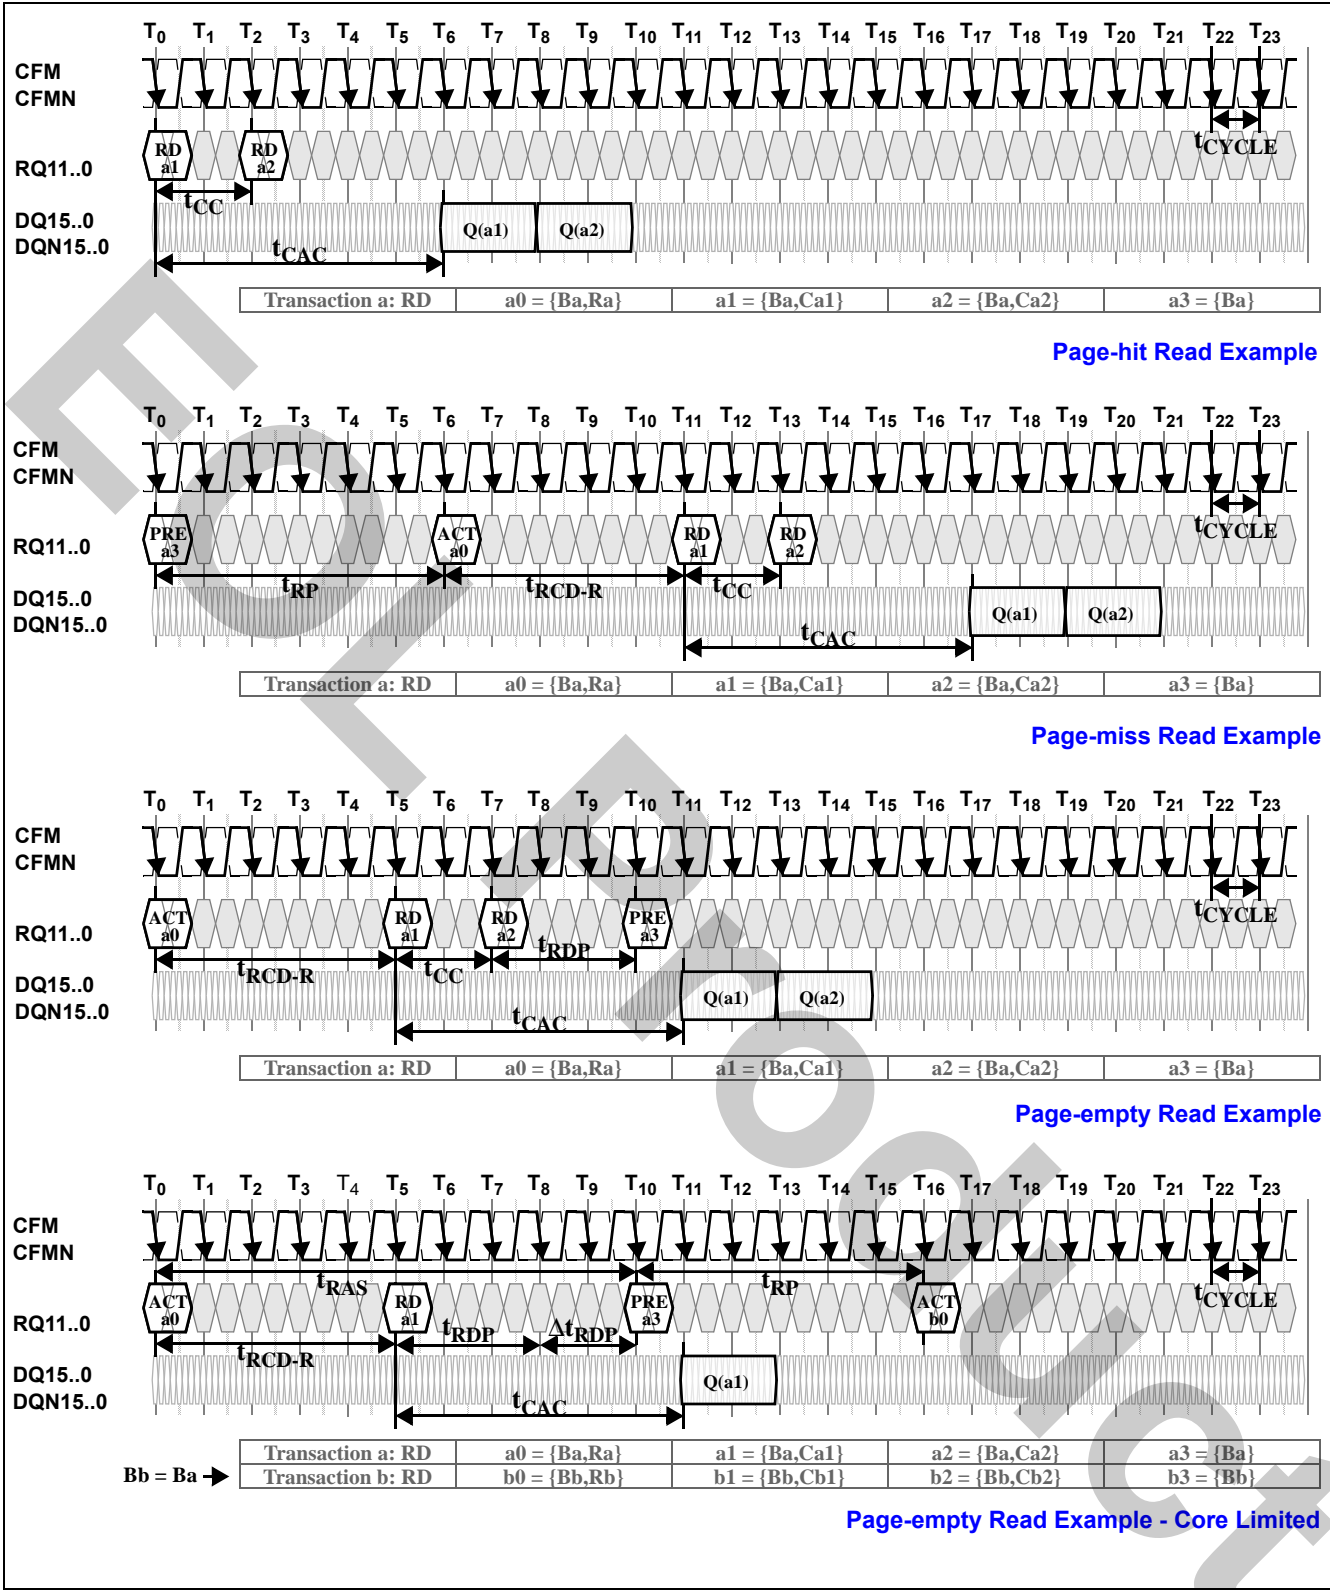 T0 T1 T2 T3 T4 T5 T6 T7 T8 T9 T10 T11 T12 T13 T14 T15 T16 T17 T18 T19 T20 T21 T22 T23
CFM
CFMN
RQ11..0
RD a1
RD a2
tCYCLE
tCC
DQ15..0
DQN15..0
Q(a1)
Q(a2)
tCAC
Transaction a: RD a0 = {Ba,Ra} a1 = {Ba,Ca1} a2 = {Ba,Ca2} a3 = {Ba}
Page-hit Read Example
T0 T1 T2 T3 T4 T5 T6 T7 T8 T9 T10 T11 T12 T13 T14 T15 T16 T17 T18 T19 T20 T21 T22 T23
CFM
CFMN
RQ11..0
PRE a3
ACT a0
RD a1
RD a2
tCYCLE
tRP
tRCD-R
tCC
DQ15..0
DQN15..0
Q(a1)
Q(a2)
tCAC
Transaction a: RD a0 = {Ba,Ra} a1 = {Ba,Ca1} a2 = {Ba,Ca2} a3 = {Ba}
Page-miss Read Example
T0 T1 T2 T3 T4 T5 T6 T7 T8 T9 T10 T11 T12 T13 T14 T15 T16 T17 T18 T19 T20 T21 T22 T23
CFM
CFMN
RQ11..0
ACT a0
RD a1
RD a2
PRE a3
tCYCLE
tRCD-R
tCC
tRDP
DQ15..0
DQN15..0
Q(a1)
Q(a2)
tCAC
Transaction a: RD a0 = {Ba,Ra} a1 = {Ba,Ca1} a2 = {Ba,Ca2} a3 = {Ba}
Page-empty Read Example
T0 T1 T2 T3 T4 T5 T6 T7 T8 T9 T10 T11 T12 T13 T14 T15 T16 T17 T18 T19 T20 T21 T22 T23
CFM
CFMN
tRAS
tRP
RQ11..0
ACT a0
RD a1
PRE a3
ACT b0
tCYCLE
tRCD-R
tRDP
ΔtRDP
DQ15..0
DQN15..0
Q(a1)
tCAC
Transaction a: RD a0 = {Ba,Ra} a1 = {Ba,Ca1} a2 = {Ba,Ca2} a3 = {Ba}
Bb = Ba
Transaction b: RD b0 = {Bb,Rb} b1 = {Bb,Cb1} b2 = {Bb,Cb2} b3 = {Bb}
Page-empty Read Example - Core Limited
EOL Product